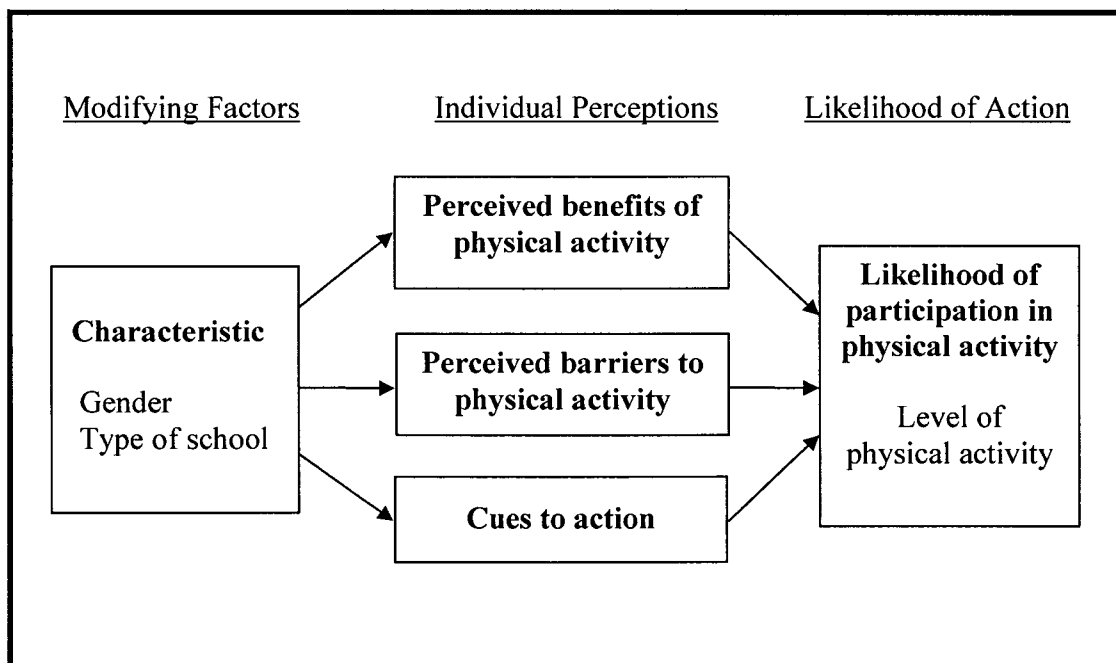 Modifying Factors
Individual Perceptions
Likelihood of Action
Characteristic
Gender
Type of school
Perceived benefits of
physical activity
Perceived barriers to
physical activity
Cues to action
Likelihood of
participation in
physical activity
Level of
physical activity